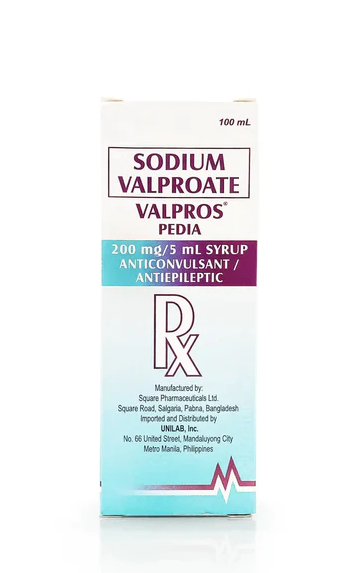 100 mL
SODIUM
VALPROATE
VALPROS®
PEDIA
200 mg/5 mL SYRUP
ANTICONVULSANT /
ANTIEPILEPTIC
Rx
Manufactured by:
Square Pharmaceuticals Ltd.
Square Road, Salgaria, Pabna, Bangladesh
Imported and Distributed by
UNILAB, Inc.
No. 66 United Street, Mandaluyong City
Metro Manila, Philippines